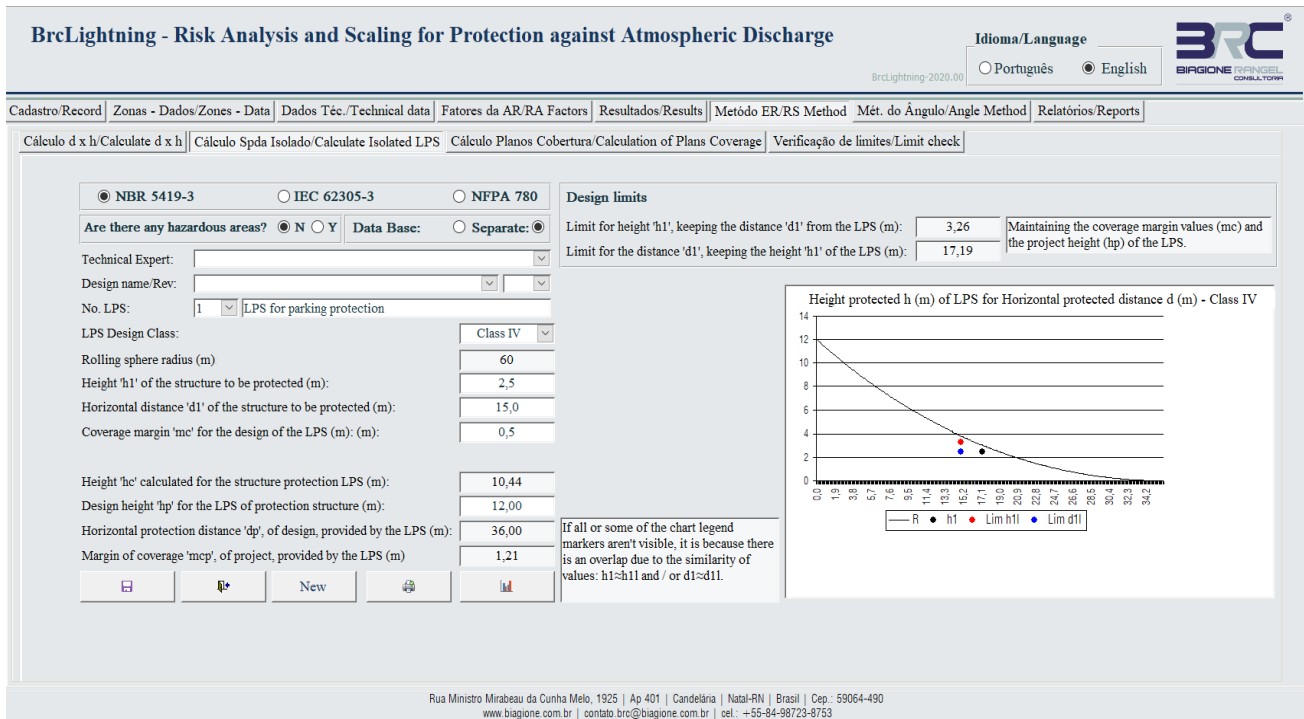 BrcLightning - Risk Analysis and Scaling for Protection against Atmospheric Discharge
BrcLightning-2020.00
Idioma/Language
Português English
BRC
®
BIAGIONE RANGEL
CONSULTORIA
Cadastro/Record Zonas - Dados/Zones - Data Dados Téc./Technical data Fatores da AR/RA Factors Resultados/Results Metódo ER/RS Method Mét. do Ângulo/Angle Method Relatórios/Reports
Cálculo d x h/Calculate d x h Cálculo Spda Isolado/Calculate Isolated LPS Cálculo Planos Cobertura/Calculation of Plans Coverage Verificação de limites/Limit check
NBR 5419-3 IEC 62305-3 NFPA 780
Are there any hazardous areas? N Y Data Base: Separate:
Technical Expert:
Design name/Rev:
No. LPS: 1 LPS for parking protection
LPS Design Class: Class IV
Rolling sphere radius (m) 60
Height 'h1' of the structure to be protected (m): 2,5
Horizontal distance 'd1' of the structure to be protected (m): 15,0
Coverage margin 'mc' for the design of the LPS (m): (m): 0,5
Height 'hc' calculated for the structure protection LPS (m): 10,44
Design height 'hp' for the LPS of protection structure (m): 12,00
Horizontal protection distance 'dp', of design, provided by the LPS (m): 36,00
Margin of coverage 'mcp', of project, provided by the LPS (m) 1,21
New
If all or some of the chart legend
markers aren't visible, it is because there
is an overlap due to the similarity of
values: h1≈h1l and / or d1≈d1l.
Design limits
Limit for height 'h1', keeping the distance 'd1' from the LPS (m): 3,26
Limit for the distance 'd1', keeping the height 'h1' of the LPS (m): 17,19
Maintaining the coverage margin values (mc) and
the project height (hp) of the LPS.
Height protected h (m) of LPS for Horizontal protected distance d (m) - Class IV
14
12
10
8
6
4
2
0
0,0 1,9 3,8 5,7 7,6 9,5 11,4 13,3 15,2 17,1 19,0 20,9 22,8 24,7 26,6 28,5 30,4 32,3 34,2
R h1 Lim h1l Lim d1l
Rua Ministro Mirabeau da Cunha Melo, 1925 | Ap 401 | Candelária | Natal-RN | Brasil | Cep.: 59064-490
www.biagione.com.br | contato.brc@biagione.com.br | cel.: +55-84-98723-8753